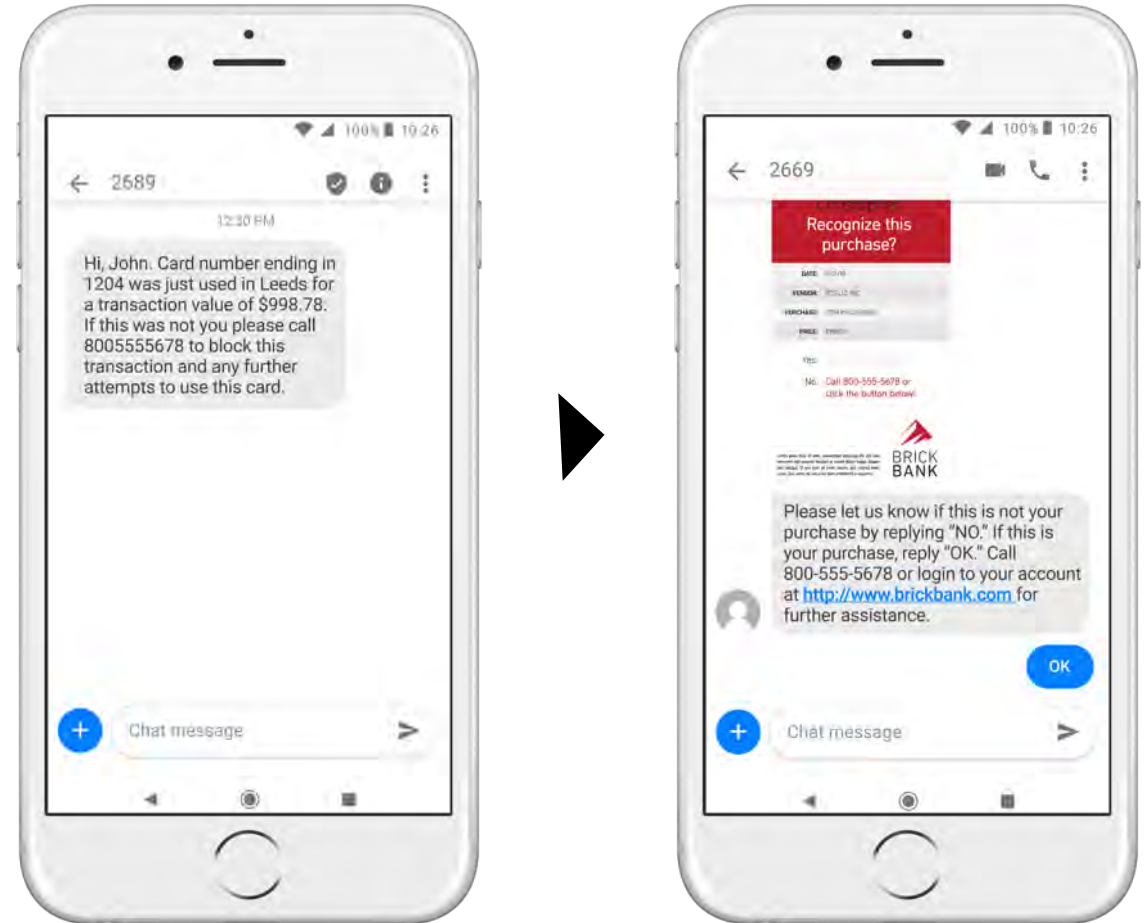 100% 10:26
2689
12:30 PM
Hi, John. Card number ending in
1204 was just used in Leeds for
a transaction value of $998.78.
If this was not you please call
8005555678 to block this
transaction and any further
attempts to use this card.
Chat message
100% 10:26
2669
Recognize this
purchase?
DATE:
VENDOR:
PURCHASE:
PRICE:
Yes:
No: Call 800-555-5678 or
click the button below!
BRICK
BANK
Please let us know if this is not your
purchase by replying “NO.” If this is
your purchase, reply “OK.” Call
800-555-5678 or login to your account
at http://www.brickbank.com for
further assistance.
OK
Chat message